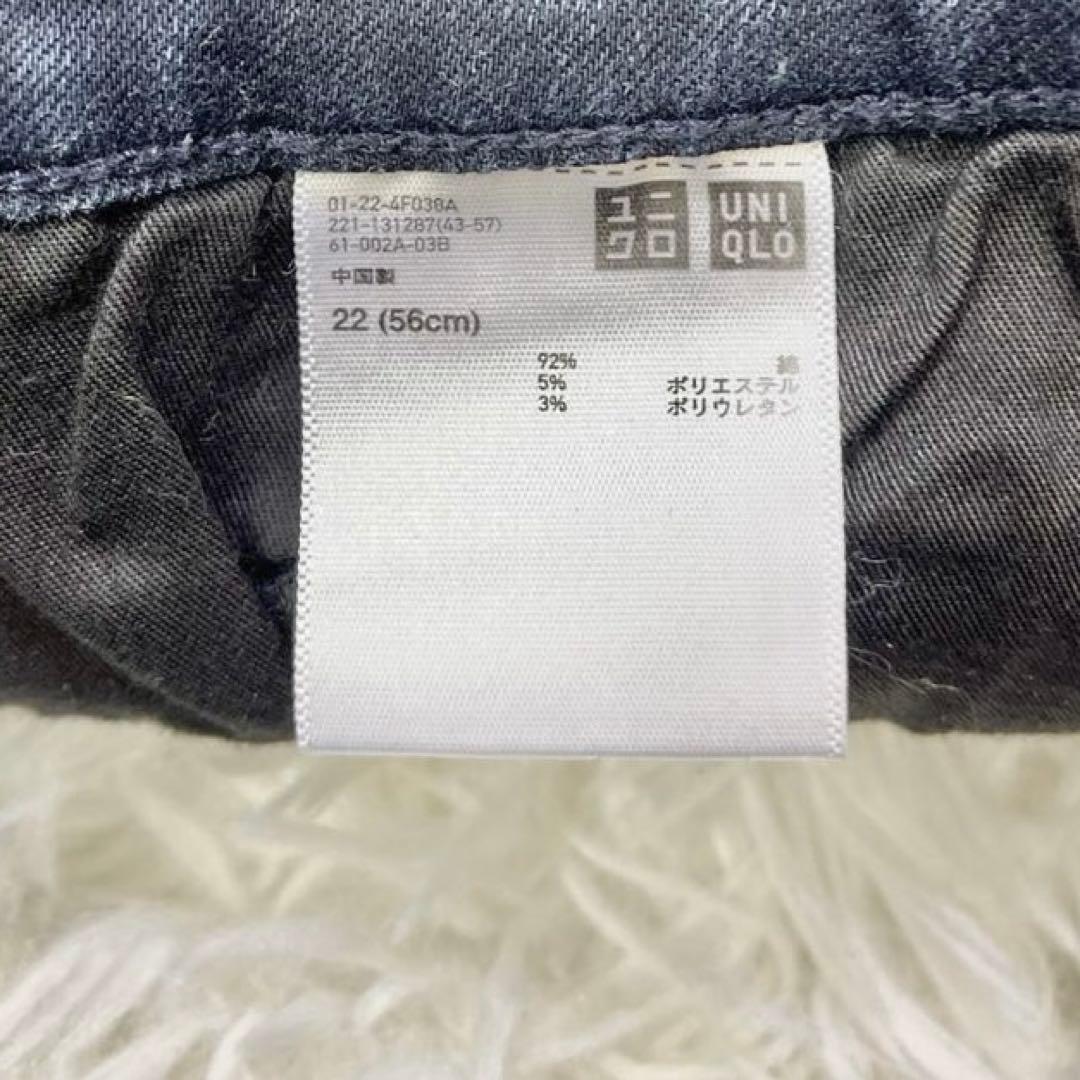 01-22-4F038A
221-131287(43-57)
61-002A-03B
中国製
22 (56cm)
ユニ
クロ
UNI
QLO
92% 綿
5% ポリエステル
3% ポリウレタン